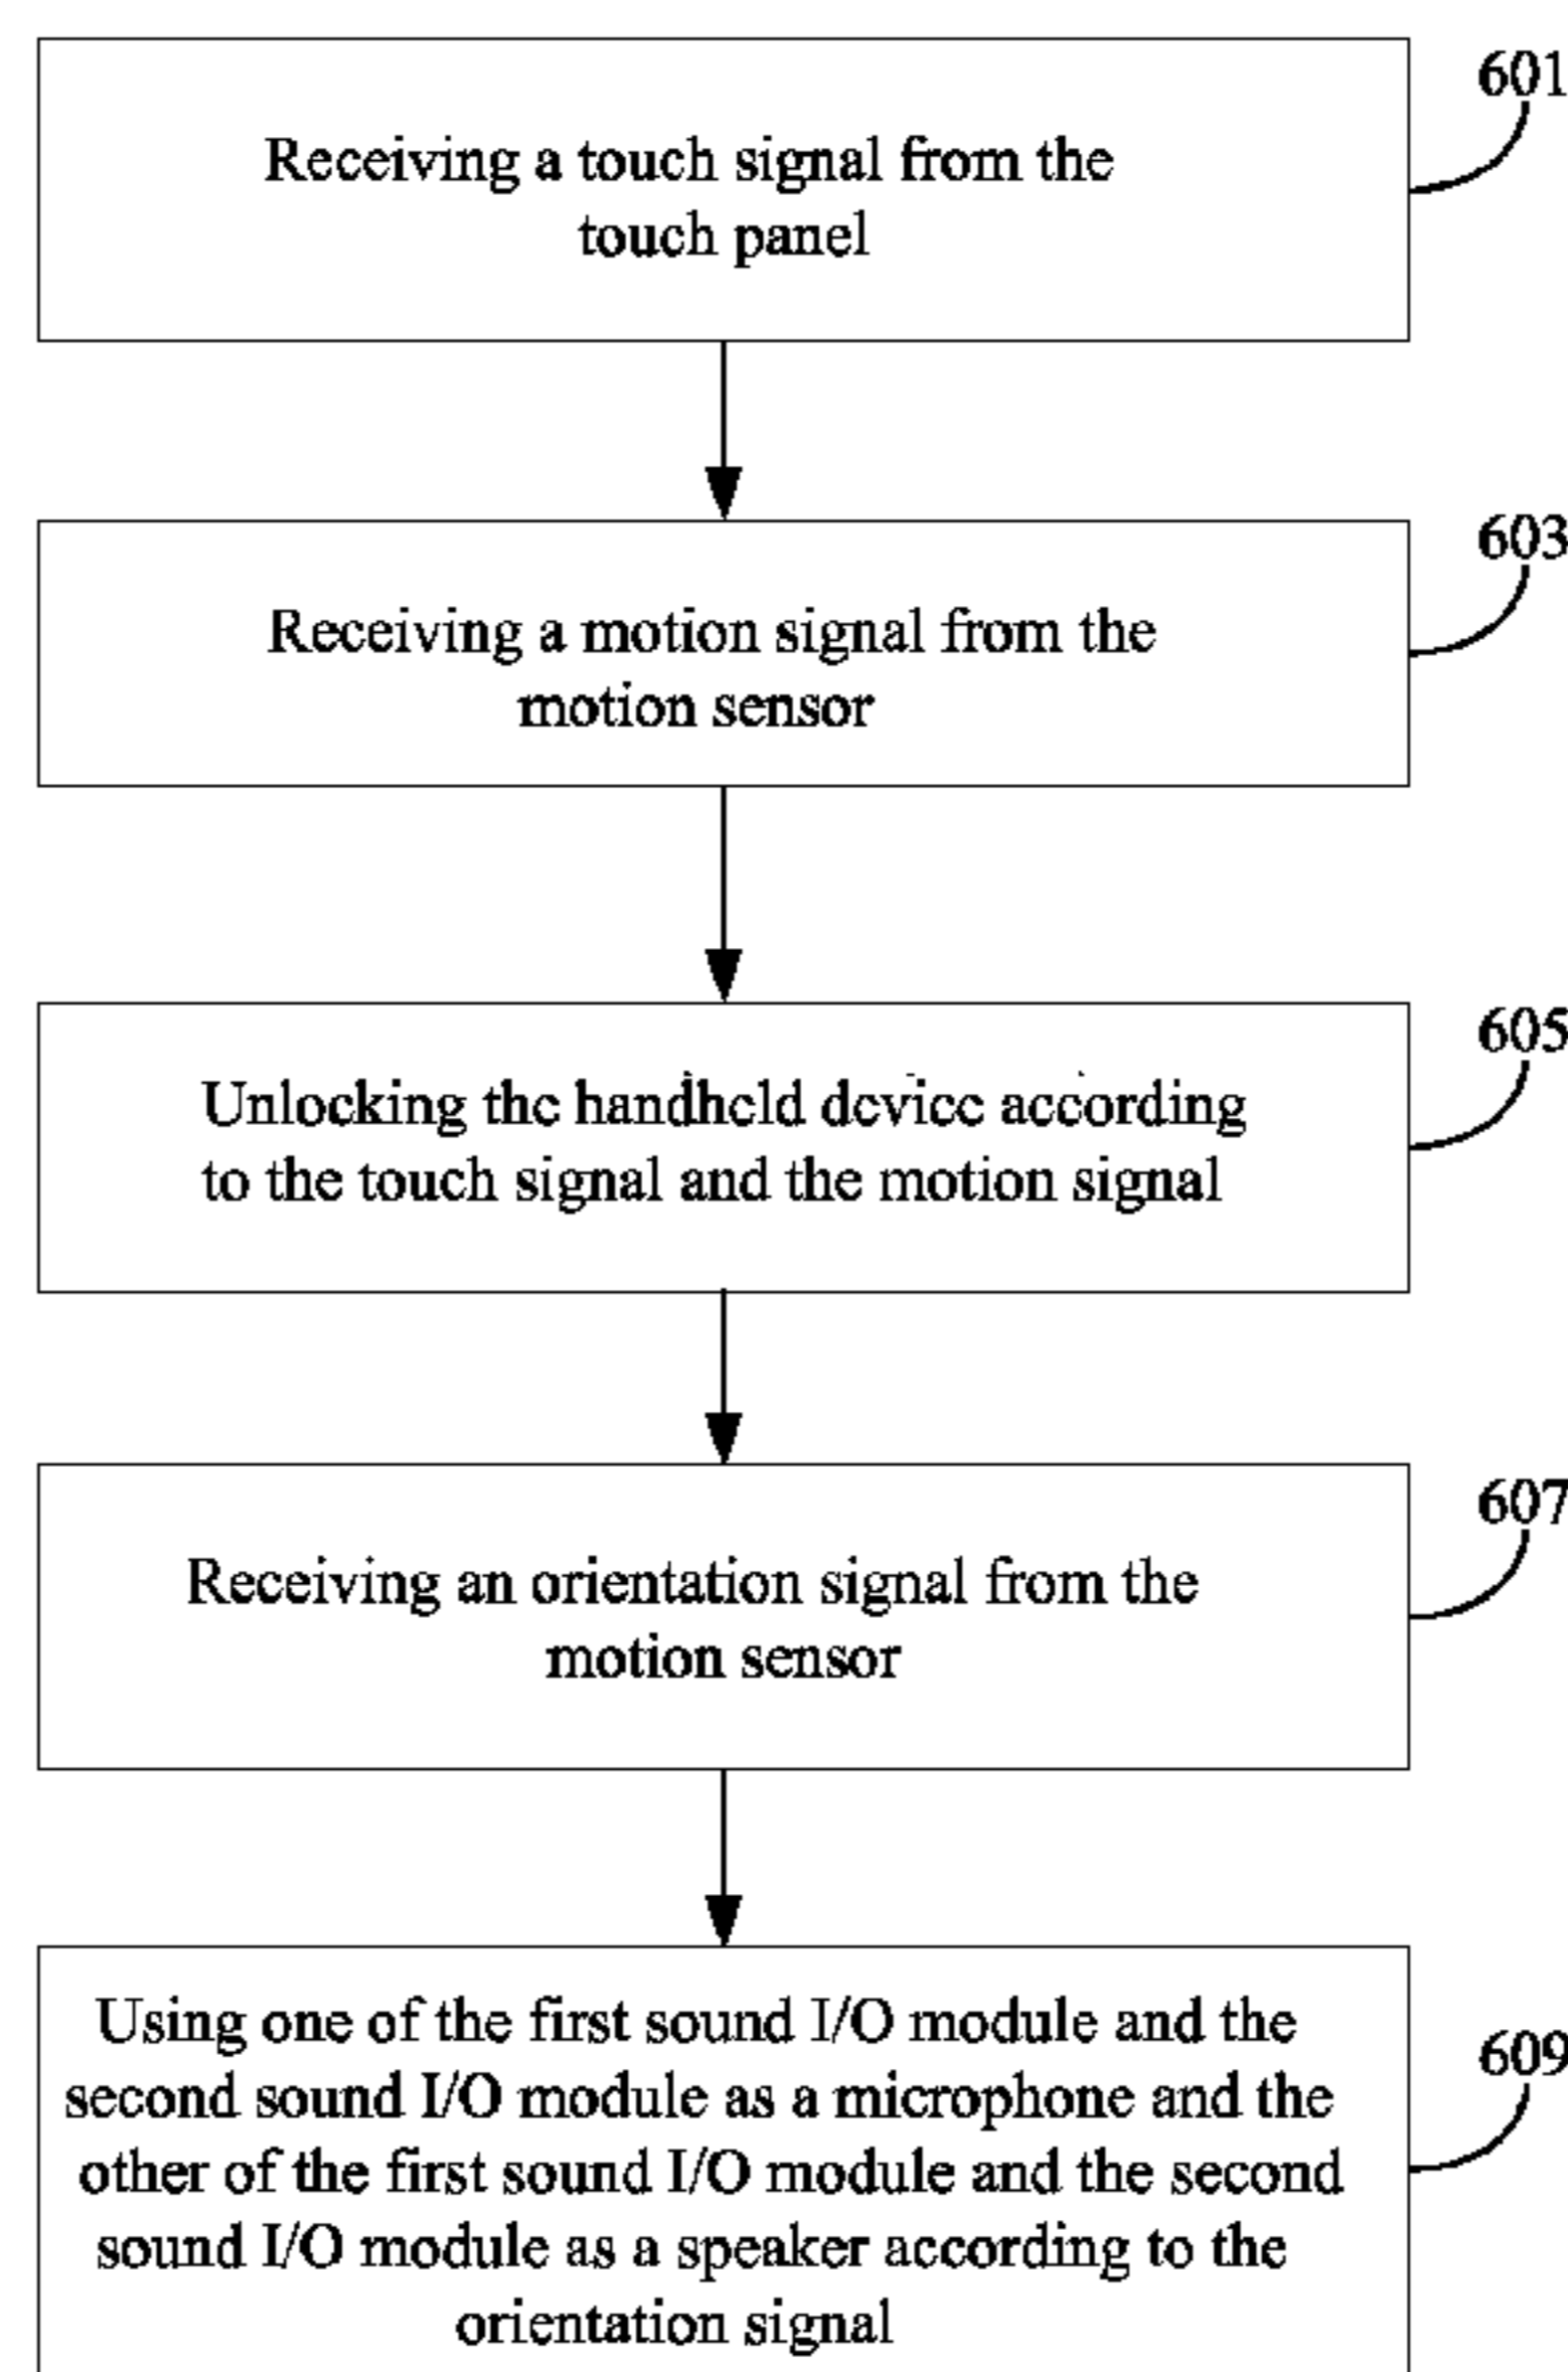 601
Receiving a touch signal from the
touch panel
603
Receiving a motion signal from the
motion sensor
605
Unlocking the handheld device according
to the touch signal and the motion signal
607
Receiving an orientation signal from the
motion sensor
609
Using one of the first sound I/O module and the
second sound I/O module as a microphone and the
other of the first sound I/O module and the second
sound I/O module as a speaker according to the
orientation signal